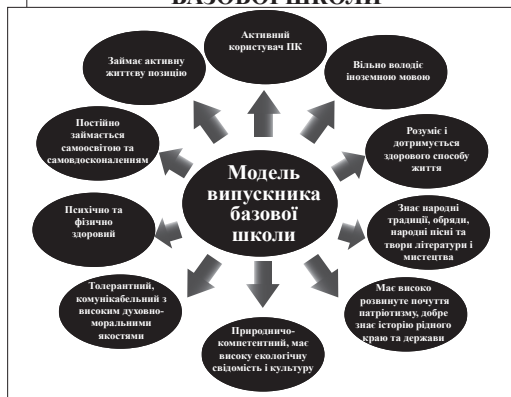 БАЗОВОЇ ШКОЛИ
Активний
користувач ПК
Займає активну
життєву позицію
Вільно володіє
іноземною мовою
Постійно
займається
самоосвітою та
самовдосконаленням
Розуміє і
дотримується
здорового способу
життя
Модель
випускника
базової
школи
Психічно та
фізично
здоровий
Знає народні
традиції, обряди,
народні пісні та
твори літератури і
мистецтва
Толерантний,
комунікабельний з
високим духовно-
моральними
якостями
Має високо
розвинуте почуття
патріотизму, добре
знає історію рідного
краю та держави
Природничо-
компетентний, має
високу екологічну
свідомість і культуру